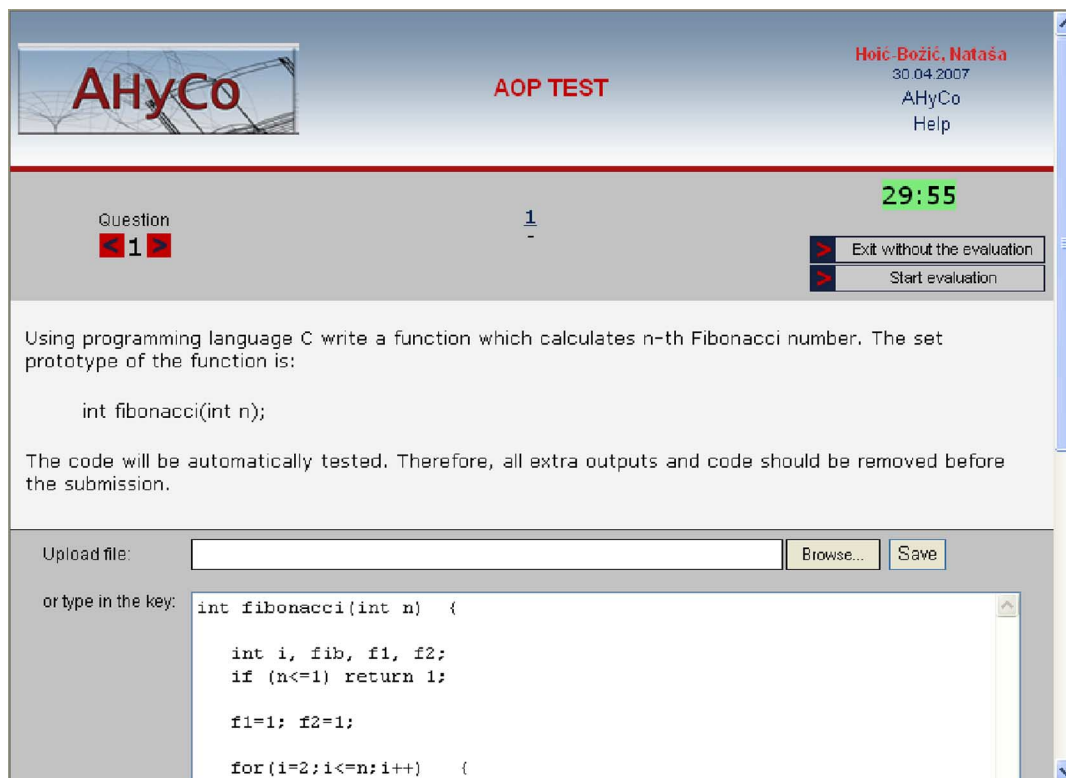 AHyCo
AOP TEST
Hoić-Božić, Nataša
30.04.2007
AHyCo
Help
Question
< 1 >
1
-
29:55
> Exit without the evaluation
> Start evaluation
Using programming language C write a function which calculates n-th Fibonacci number. The set
prototype of the function is:
int fibonacci(int n);
The code will be automatically tested. Therefore, all extra outputs and code should be removed before
the submission.
Upload file:
Browse...
Save
or type in the key:
int fibonacci(int n)  {
int i, fib, f1, f2;
if (n<=1) return 1;
f1=1; f2=1;
for(i=2;i<=n;i++)   {